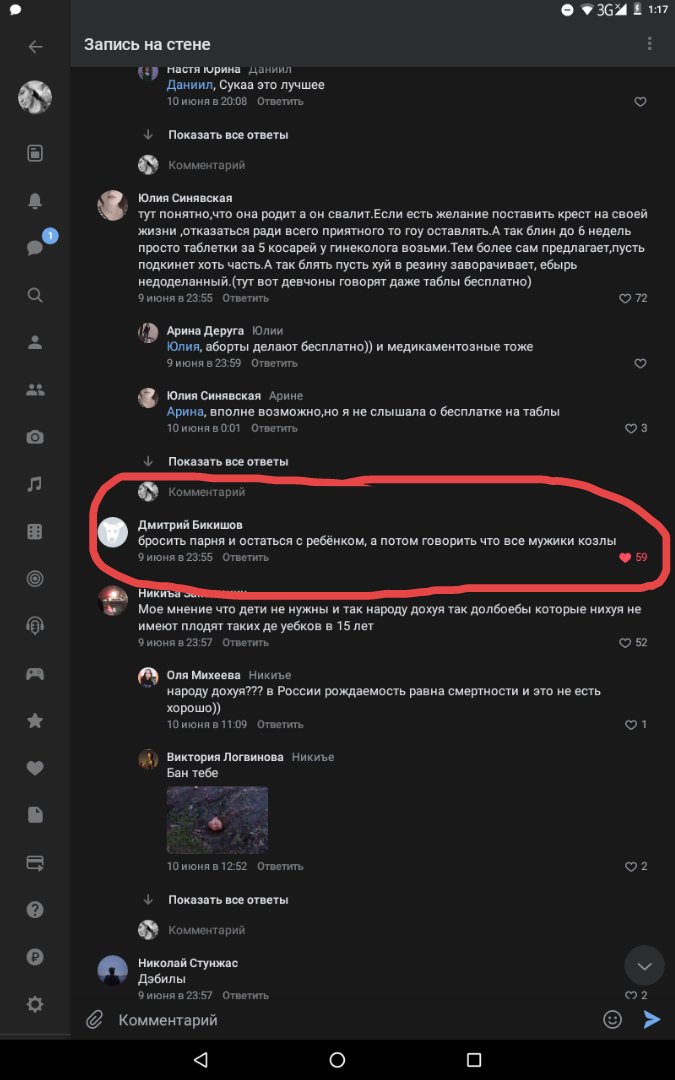 3G
1:17
Запись на стене
Настя Юрина Даниил
Даниил, Сукаа это лучшее
10 июня в 20:08 Ответить
Показать все ответы
Комментарий
Юлия Синявская
тут понятно,что она родит а он свалит.Если есть желание поставить крест на своей
жизни ,отказаться ради всего приятного то гоу оставлять.А так блин до 6 недель
просто таблетки за 5 косарей у гинеколога возьми.Тем более сам предлагает,пусть
подкинет хоть часть.А так блять пусть хуй в резину заворачивает, ебырь
недоделанный.(тут вот девчоны говорят даже таблы бесплатно)
9 июня в 23:55 Ответить 72
1
Арина Деруга Юлии
Юлия, аборты делают бесплатно)) и медикаментозные тоже
9 июня в 23:59 Ответить
Юлия Синявская Арине
Арина, вполне возможно,но я не слышала о бесплатке на таблы
10 июня в 0:01 Ответить 3
Показать все ответы
Комментарий
Дмитрий Бикишов
бросить парня и остаться с ребёнком, а потом говорить что все мужики козлы
9 июня в 23:55 Ответить 59
Никиъа
Мое мнение что дети не нужны и так народу дохуя так долбоебы которые нихуя не
имеют плодят таких де уебков в 15 лет
9 июня в 23:57 Ответить 52
Оля Михеева Никиъе
народу дохуя??? в России рождаемость равна смертности и это не есть
хорошо))
10 июня в 11:09 Ответить 1
Виктория Логвинова Никиъе
Бан тебе
10 июня в 12:52 Ответить 2
Показать все ответы
Комментарий
Николай Стунжас
Дэбилы
9 июня в 23:57 Ответить 2
Комментарий